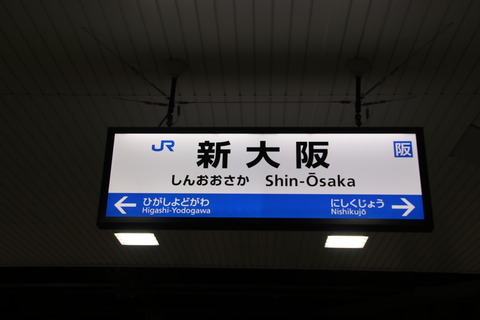 JR 新大阪 阪
しんおおさか Shin-Ōsaka
← ひがしよどがわ にしくじょう →
Higashi-Yodogawa Nishikujō